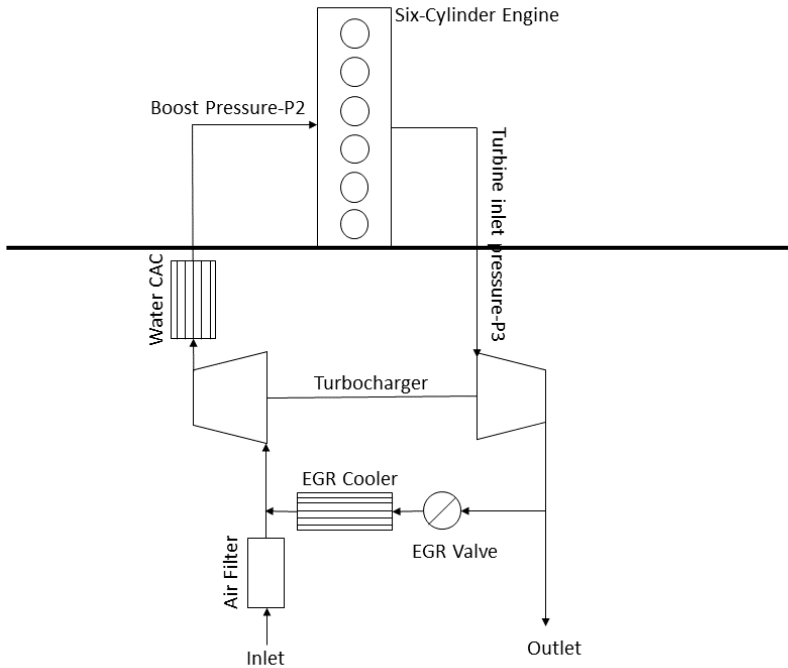 Six-Cylinder Engine
Boost Pressure-P2
Turbine inlet pressure-P3
Water CAC
Turbocharger
EGR Cooler
EGR Valve
Air Filter
Inlet
Outlet